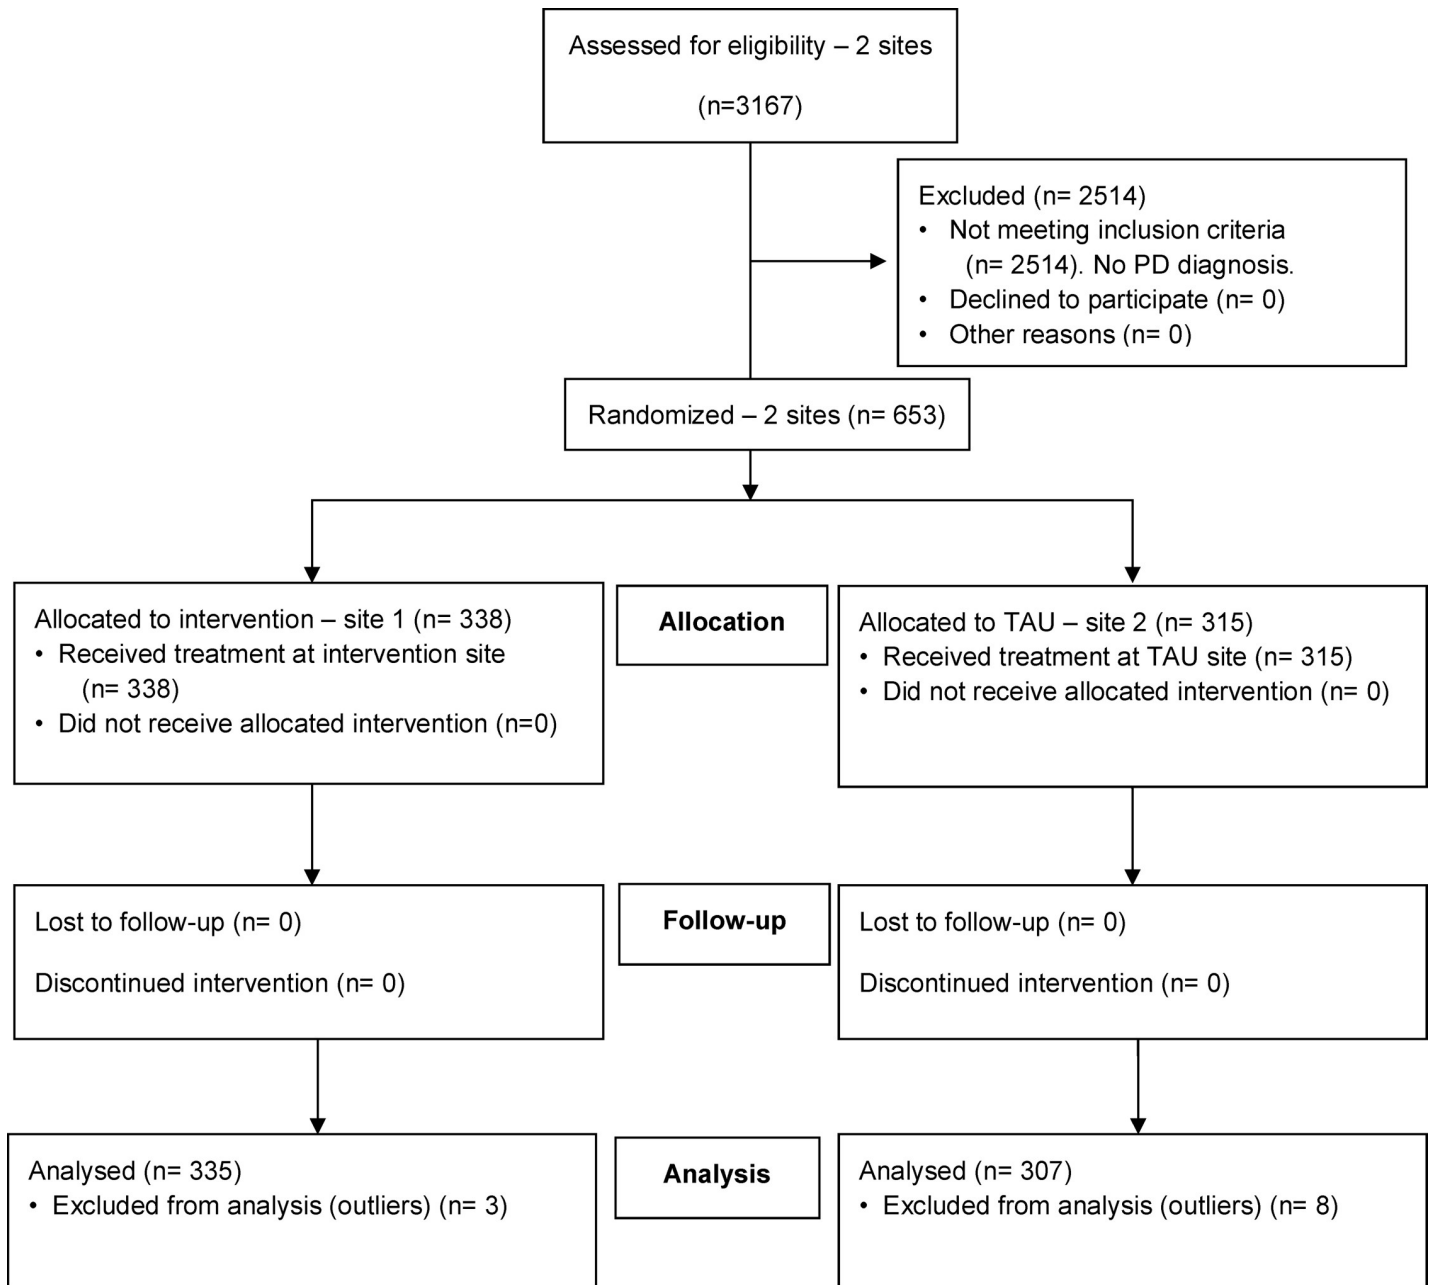 Assessed for eligibility – 2 sites
(n=3167)
Excluded (n= 2514)
• Not meeting inclusion criteria
(n= 2514). No PD diagnosis.
• Declined to participate (n= 0)
• Other reasons (n= 0)
Randomized – 2 sites (n= 653)
Allocated to intervention – site 1 (n= 338)
• Received treatment at intervention site
(n= 338)
• Did not receive allocated intervention (n=0)
Allocation
Allocated to TAU – site 2 (n= 315)
• Received treatment at TAU site (n= 315)
• Did not receive allocated intervention (n= 0)
Lost to follow-up (n= 0)
Discontinued intervention (n= 0)
Follow-up
Lost to follow-up (n= 0)
Discontinued intervention (n= 0)
Analysed (n= 335)
• Excluded from analysis (outliers) (n= 3)
Analysis
Analysed (n= 307)
• Excluded from analysis (outliers) (n= 8)